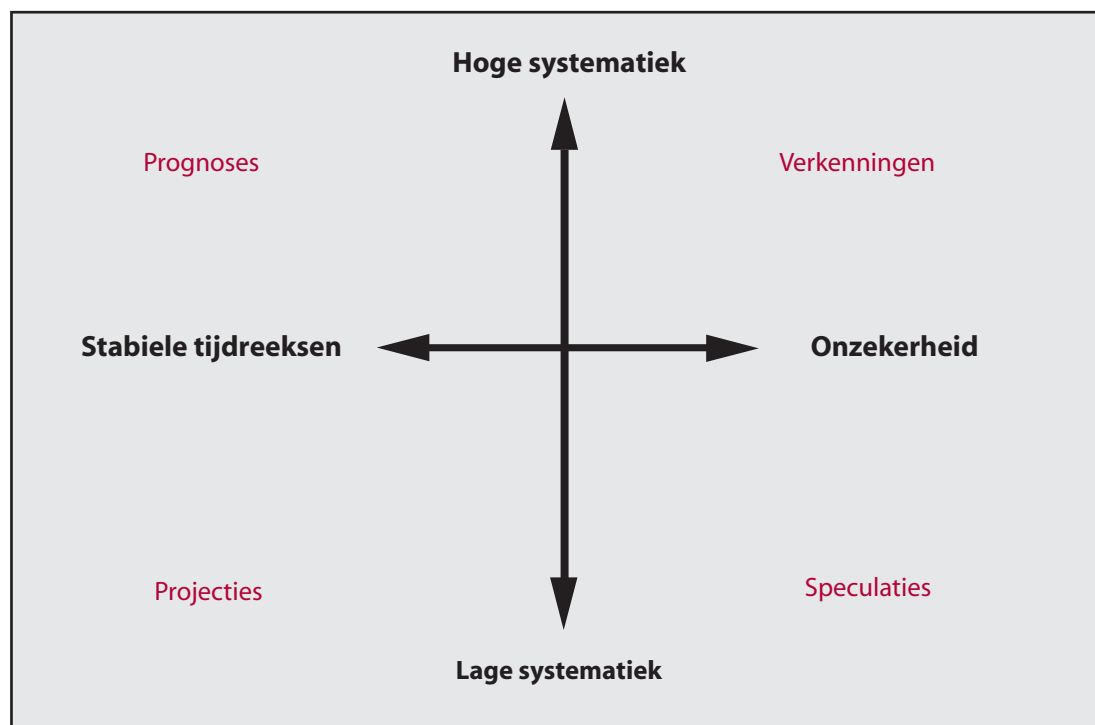 Hoge systematiek
Prognoses
Verkenningen
Stabiele tijdreeksen
Onzekerheid
Projecties
Speculaties
Lage systematiek